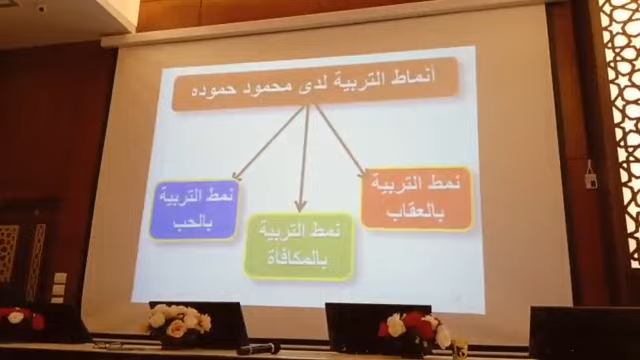 أنماط التربية لدى محمود حموده
نمط التربية
بالعقاب
نمط التربية
بالمكافأة
نمط التربية
بالحب